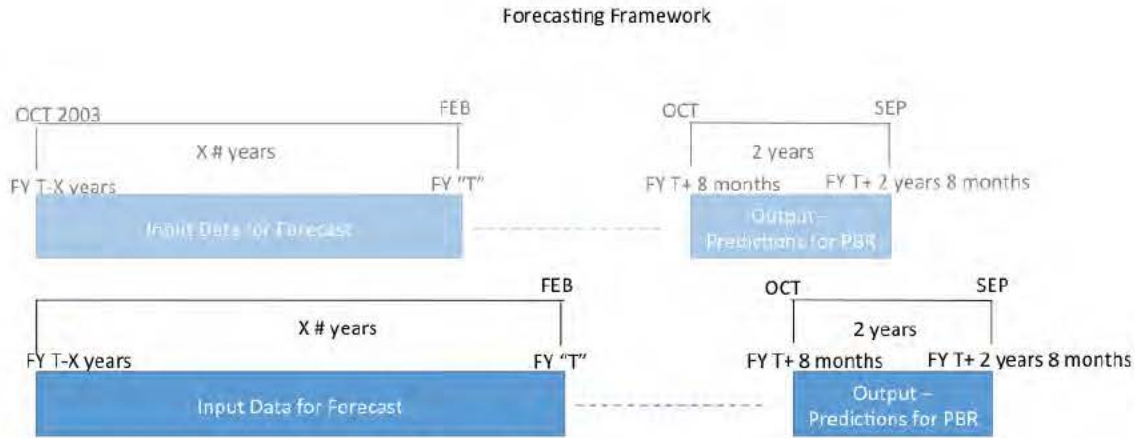 Forecasting Framework
OCT 2003
FEB
OCT
SEP
X # years
2 years
FY T-X years
FY "T"
FY T+ 8 months
FY T+ 2 years 8 months
Input Data for Forecast
Output –
Predictions for PBR
FEB
OCT
SEP
X # years
2 years
FY T-X years
FY "T"
FY T+ 8 months
FY T+ 2 years 8 months
Input Data for Forecast
Output –
Predictions for PBR